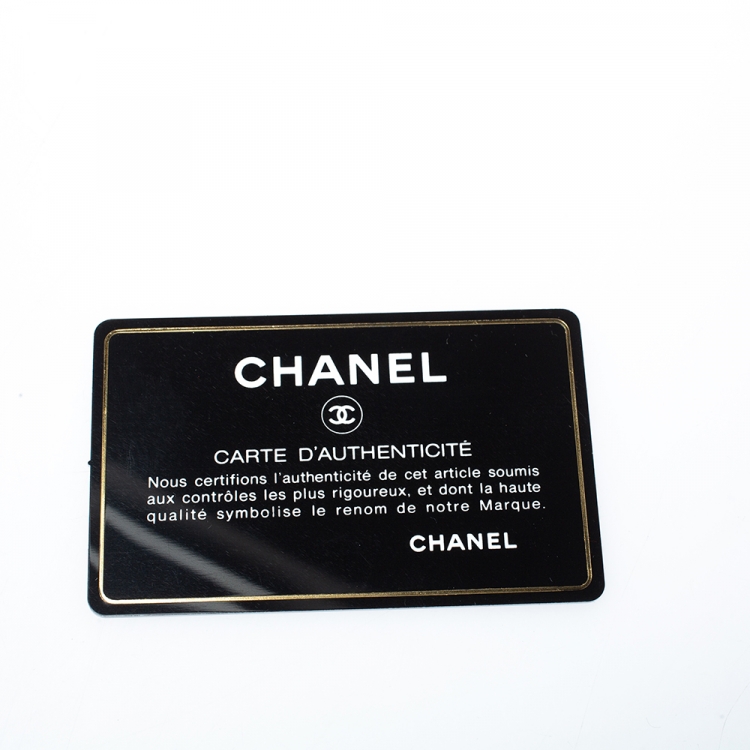 CHANEL
CARTE D'AUTHENTICITÉ
Nous certifions l'authenticité de cet article soumis
aux contrôles les plus rigoureux, et dont la haute
qualité symbolise le renom de notre Marque.
CHANEL